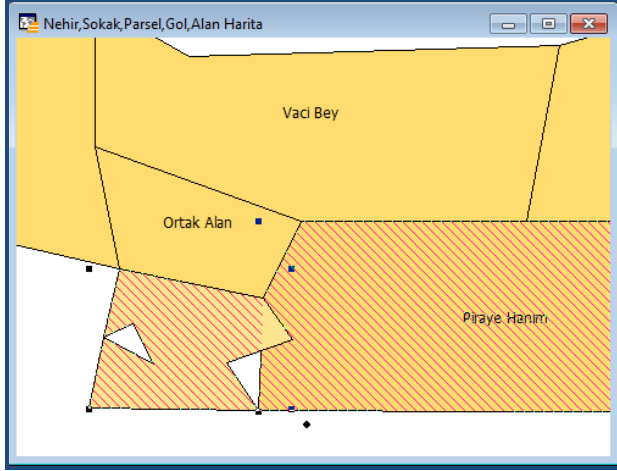 Nehir,Sokak,Parsel,Gol,Alan Harita
Vaci Bey
Ortak Alan
Piraye Hanım